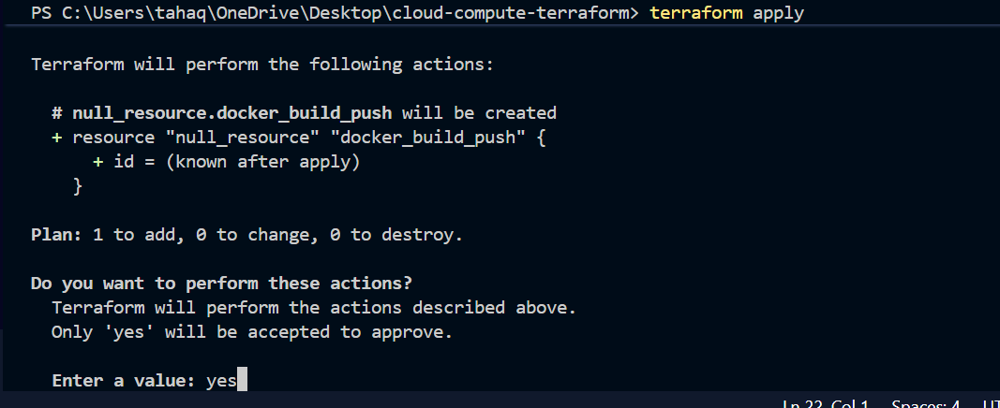 PS C:\Users\tahaq\OneDrive\Desktop\cloud-compute-terraform> terraform apply
Terraform will perform the following actions:
# null_resource.docker_build_push will be created
+ resource "null_resource" "docker_build_push" {
+ id = (known after apply)
}
Plan: 1 to add, 0 to change, 0 to destroy.
Do you want to perform these actions?
Terraform will perform the actions described above.
Only 'yes' will be accepted to approve.
Enter a value: yes
Ln 22, Col 1 Spaces: 4